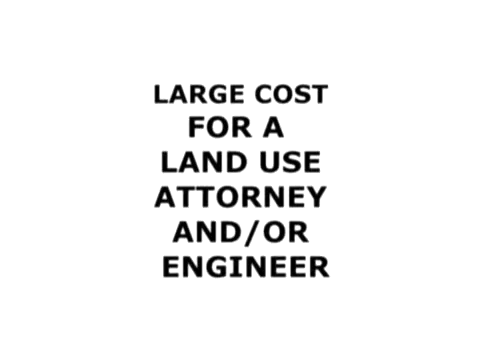 LARGE COST
FOR A
LAND USE
ATTORNEY
AND/OR
ENGINEER